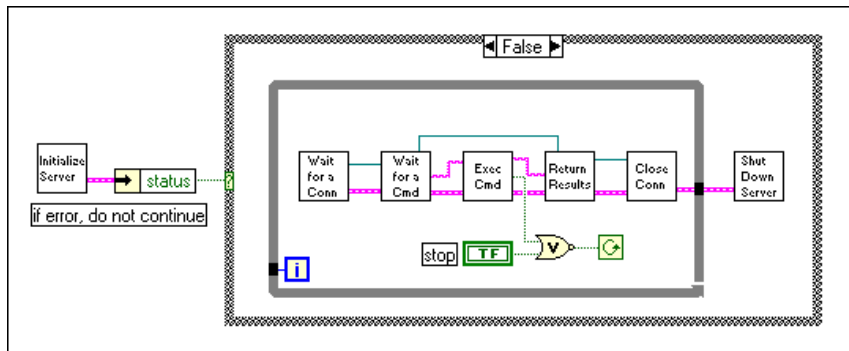 False
Initialize
Server
status
?
if error, do not continue
Wait
for a
Conn
Wait
for a
Cmd
Exec
Cmd
Return
Results
Close
Conn
Shut
Down
Server
stop
TF
V
i